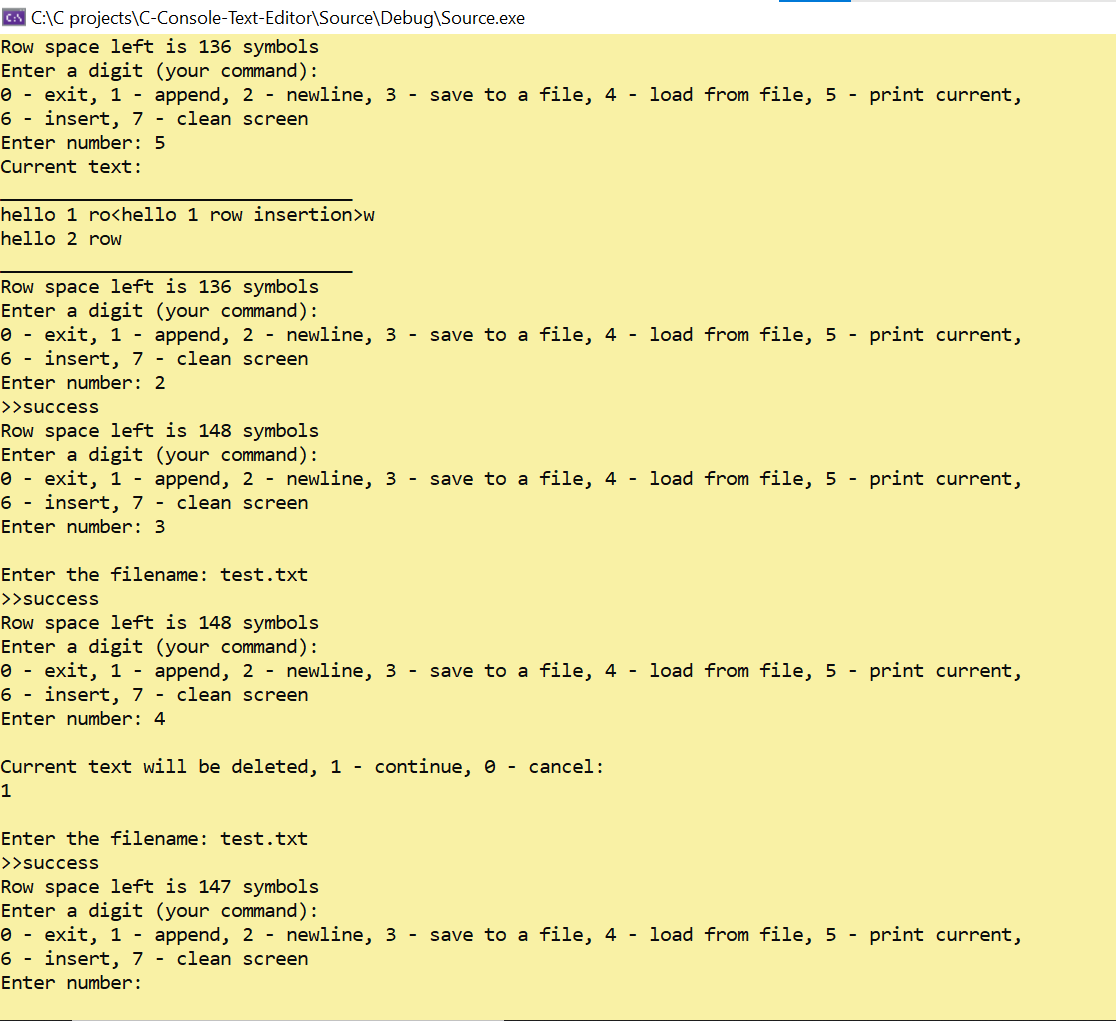 C:\C projects\C-Console-Text-Editor\Source\Debug\Source.exe
Row space left is 136 symbols
Enter a digit (your command):
0 - exit, 1 - append, 2 - newline, 3 - save to a file, 4 - load from file, 5 - print current,
6 - insert, 7 - clean screen
Enter number: 5
Current text:
________________________________
hello 1 ro<hello 1 row insertion>w
hello 2 row
________________________________
Row space left is 136 symbols
Enter a digit (your command):
0 - exit, 1 - append, 2 - newline, 3 - save to a file, 4 - load from file, 5 - print current,
6 - insert, 7 - clean screen
Enter number: 2
>>success
Row space left is 148 symbols
Enter a digit (your command):
0 - exit, 1 - append, 2 - newline, 3 - save to a file, 4 - load from file, 5 - print current,
6 - insert, 7 - clean screen
Enter number: 3
Enter the filename: test.txt
>>success
Row space left is 148 symbols
Enter a digit (your command):
0 - exit, 1 - append, 2 - newline, 3 - save to a file, 4 - load from file, 5 - print current,
6 - insert, 7 - clean screen
Enter number: 4
Current text will be deleted, 1 - continue, 0 - cancel:
1
Enter the filename: test.txt
>>success
Row space left is 147 symbols
Enter a digit (your command):
0 - exit, 1 - append, 2 - newline, 3 - save to a file, 4 - load from file, 5 - print current,
6 - insert, 7 - clean screen
Enter number: